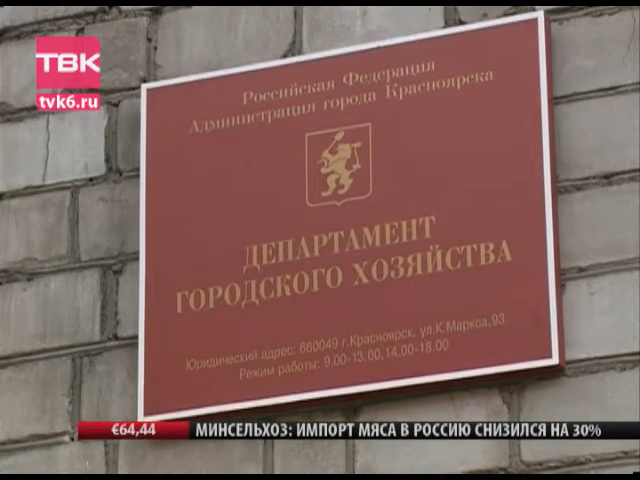 ТВК
tvk6.ru
Российская Федерация
Администрация города Красноярска
ДЕПАРТАМЕНТ
ГОРОДСКОГО ХОЗЯЙСТВА
Юридический адрес: 660049 г.Красноярск, ул.К.Маркса,93
Режим работы: 9.00-13.00,14.00-18.00
€64,44 МИНСЕЛЬХОЗ: ИМПОРТ МЯСА В РОССИЮ СНИЗИЛСЯ НА 30%